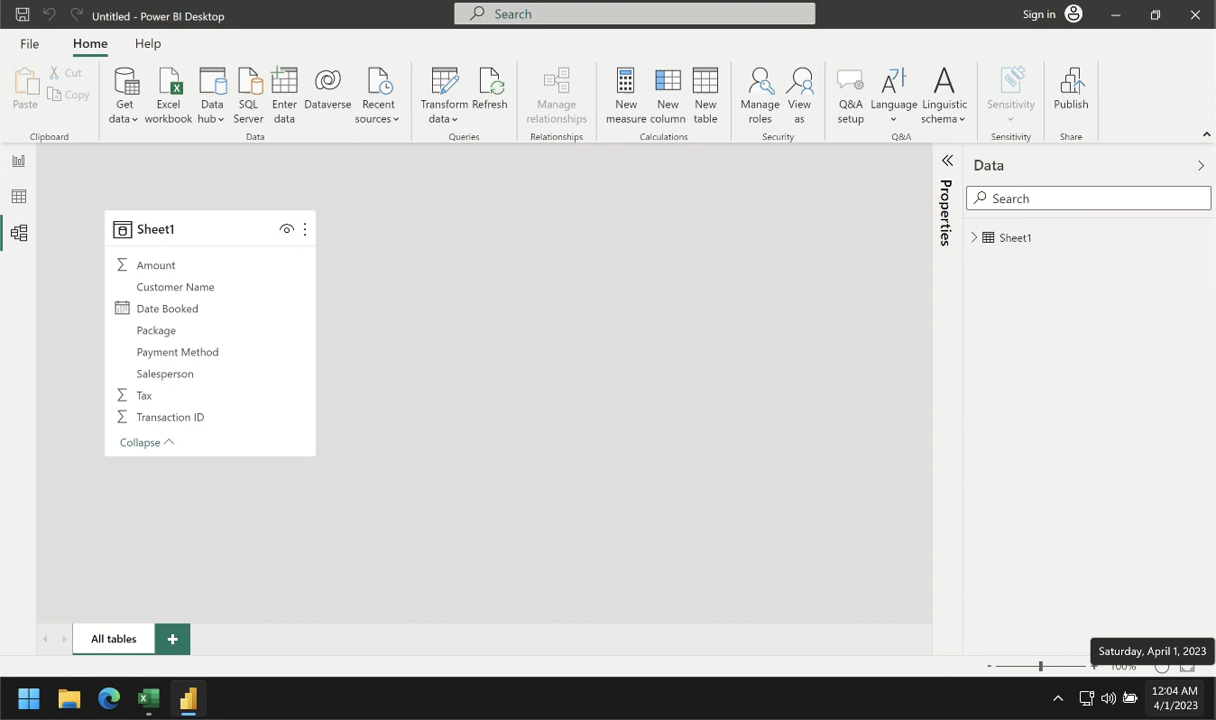 Untitled - Power BI Desktop
Search
Sign in
File Home Help
Paste
Cut
Copy
Clipboard
Get data
Excel workbook
Data hub
SQL Server
Enter data
Dataverse
Recent sources
Data
Transform data
Refresh
Queries
Manage relationships
Relationships
New measure
New column
New table
Calculations
Manage roles
View as
Security
Q&A setup
Language
Linguistic schema
Q&A
Sensitivity
Sensitivity
Publish
Share
Sheet1
Amount
Customer Name
Date Booked
Package
Payment Method
Salesperson
Tax
Transaction ID
Collapse
Properties
Data
Search
Sheet1
All tables
Saturday, April 1, 2023
100%
12:04 AM
4/1/2023